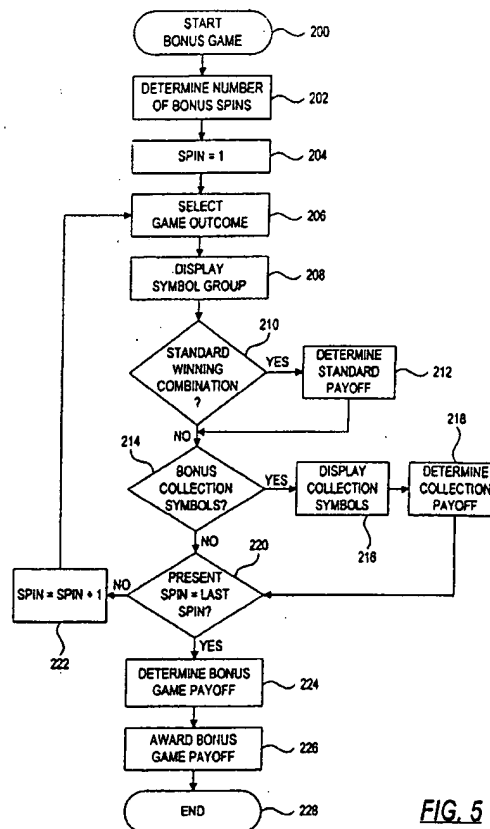 START
BONUS GAME
200
DETERMINE NUMBER
OF BONUS SPINS
202
SPIN = 1
204
SELECT
GAME OUTCOME
206
DISPLAY
SYMBOL GROUP
208
210
STANDARD
WINNING
COMBINATION
?
YES
DETERMINE
STANDARD
PAYOFF
212
NO
214
BONUS
COLLECTION
SYMBOLS?
YES
DISPLAY
COLLECTION
SYMBOLS
216
218
DETERMINE
COLLECTION
PAYOFF
NO
220
PRESENT
SPIN = LAST
SPIN?
NO
SPIN = SPIN + 1
222
YES
DETERMINE BONUS
GAME PAYOFF
224
AWARD BONUS
GAME PAYOFF
226
END
228
FIG. 5